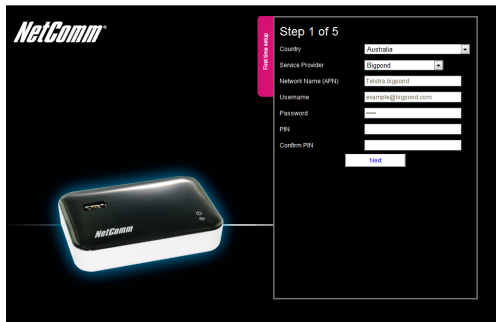 NetComm
First time setup
Step 1 of 5
Country Australia
Service Provider Bigpond
Network Name (APN) Telstra.bigpond
Username example@bigpond.com
Password
PIN
Confirm PIN
Next
NetComm